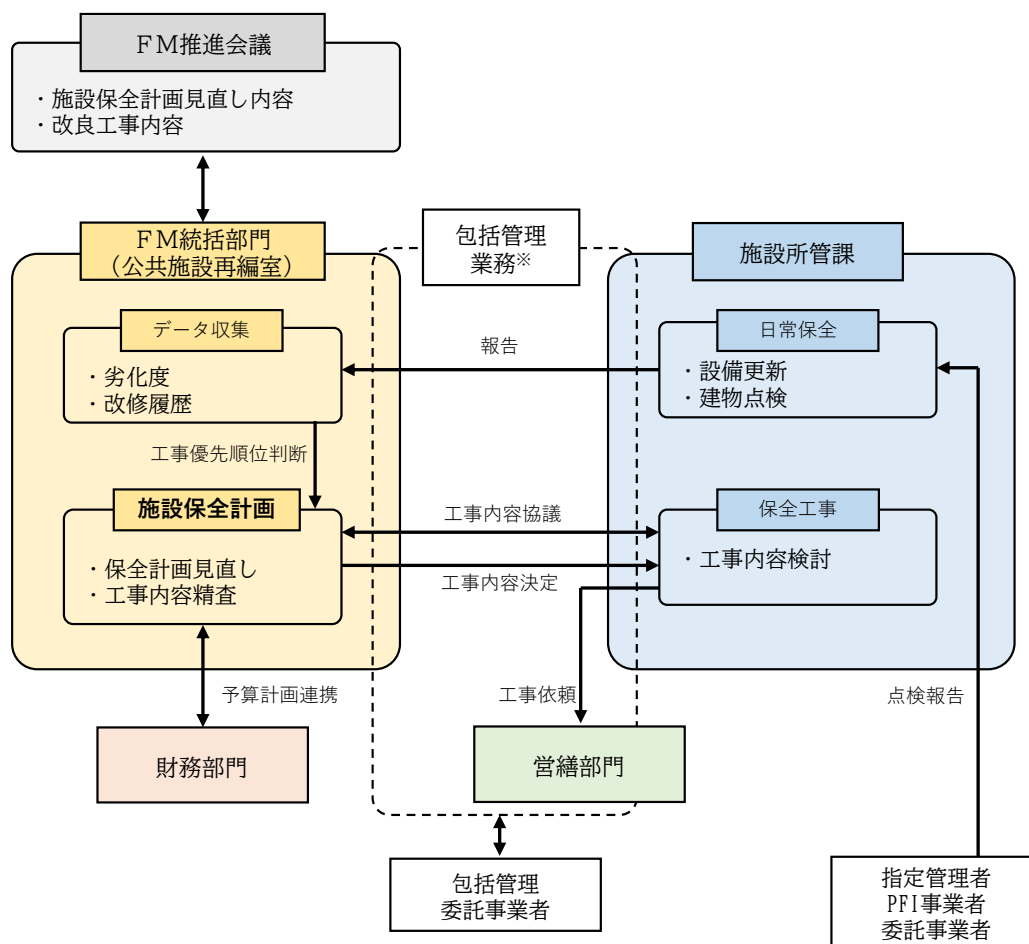 ＦＭ推進会議
・施設保全計画見直し内容
・改良工事内容
ＦＭ統括部門
（公共施設再編室）
包括管理
業務※
施設所管課
データ収集
・劣化度
・改修履歴
報告
日常保全
・設備更新
・建物点検
工事優先順位判断
施設保全計画
・保全計画見直し
・工事内容精査
工事内容協議
工事内容決定
保全工事
・工事内容検討
予算計画連携
工事依頼
点検報告
財務部門
営繕部門
包括管理
委託事業者
指定管理者
PFI事業者
委託事業者